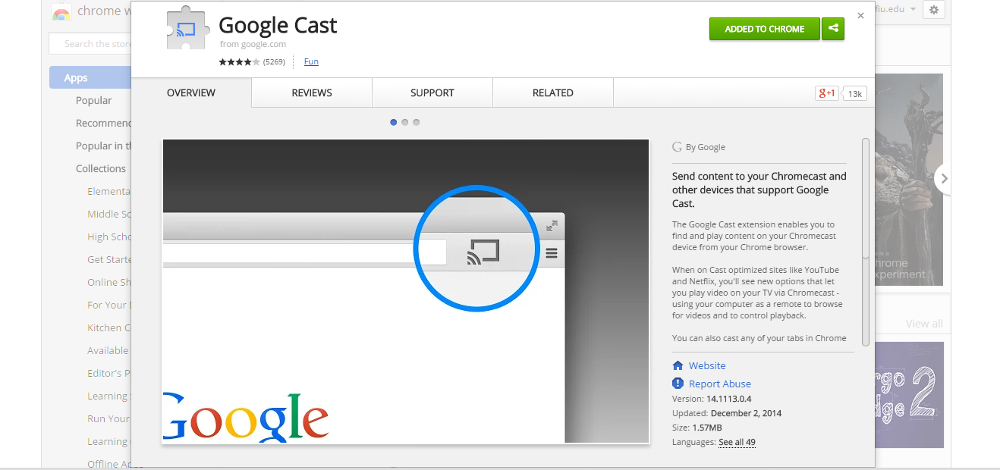 chrome w
fiu.edu
Search the store
Apps
Popular
Recommend
Popular in th
Collections
Elementa
Middle Sc
High Scho
Get Starte
Online Sh
For Your
Kitchen C
Available
Editor's P
Learning
Run Your
Learning
Offline Ap
Google Cast
from google.com
(5269)
Fun
ADDED TO CHROME
OVERVIEW
REVIEWS
SUPPORT
RELATED
g+1
13k
Google
G By Google
Send content to your Chromecast and
other devices that support Google
Cast.
The Google Cast extension enables you to
find and play content on your Chromecast
device from your Chrome browser.
When on Cast optimized sites like YouTube
and Netflix, you'll see new options that let
you play video on your TV via Chromecast -
using your computer as a remote to browse
for videos and to control playback.
You can also cast any of your tabs in Chrome
Website
Report Abuse
Version: 14.1113.0.4
Updated: December 2, 2014
Size: 1.57MB
Languages: See all 49
hrome
xperiment
View all
rgo
dge 2